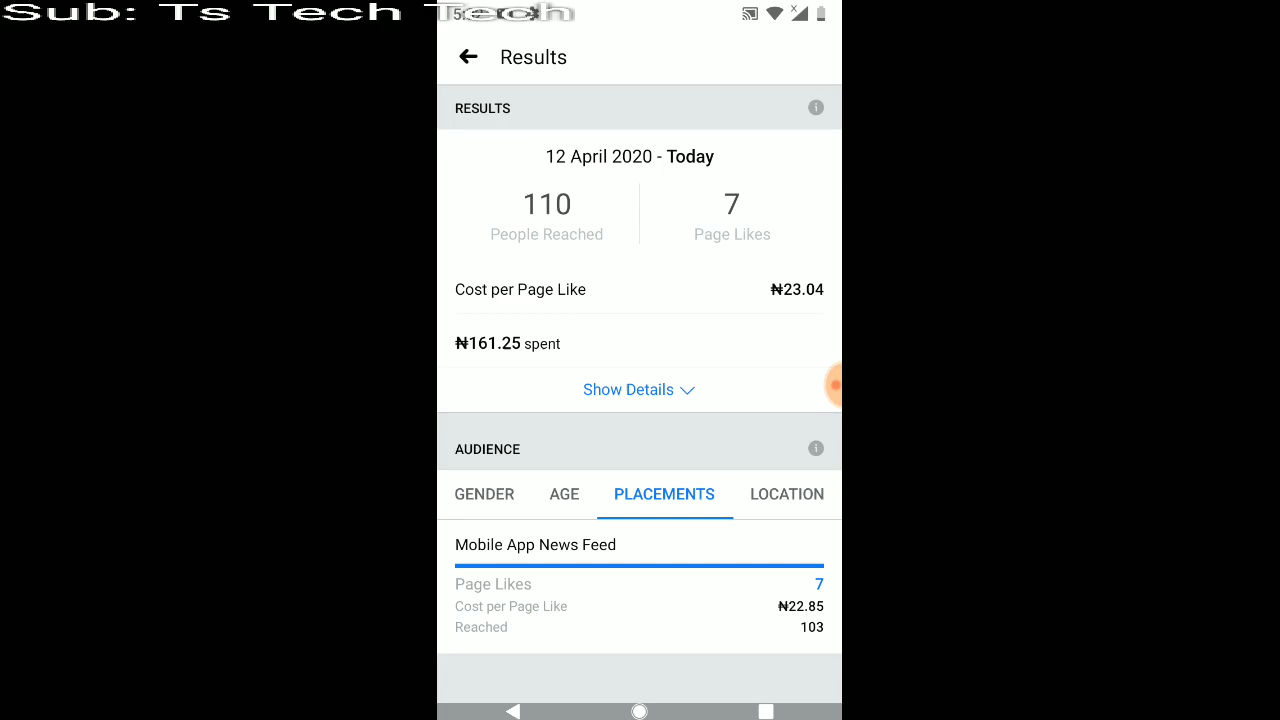 Sub: Ts Tech Tech
Results
RESULTS
12 April 2020 - Today
110 7
People Reached Page Likes
Cost per Page Like ₦23.04
₦161.25 spent
Show Details
AUDIENCE
GENDER AGE PLACEMENTS LOCATION
Mobile App News Feed
Page Likes 7
Cost per Page Like ₦22.85
Reached 103